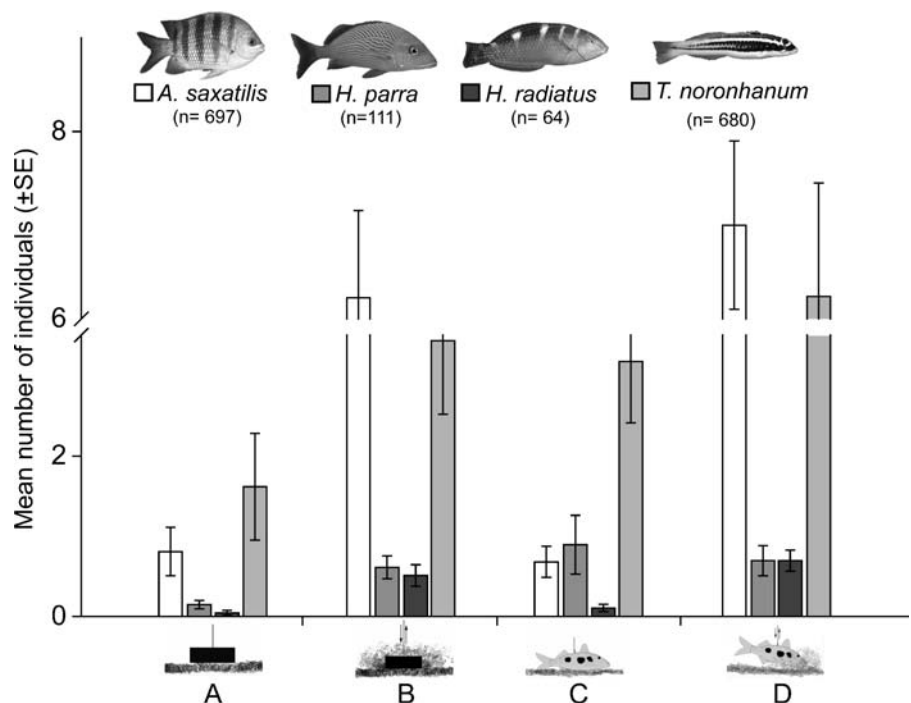 A. saxatilis H. parra H. radiatus T. noronhanum
(n= 697) (n=111) (n= 64) (n= 680)
Mean number of individuals (±SE)
8
6
2
0
A B C D